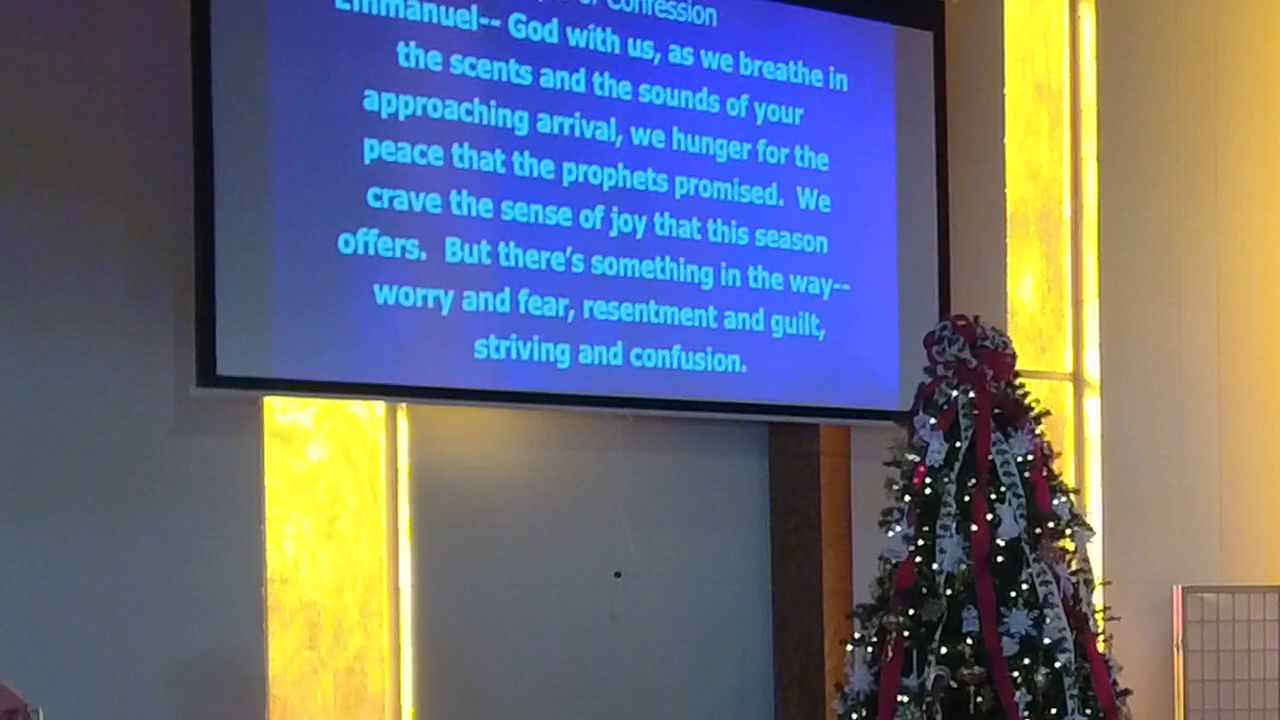 of Confession
Emmanuel-- God with us, as we breathe in
the scents and the sounds of your
approaching arrival, we hunger for the
peace that the prophets promised.  We
crave the sense of joy that this season
offers.  But there's something in the way--
worry and fear, resentment and guilt,
striving and confusion.